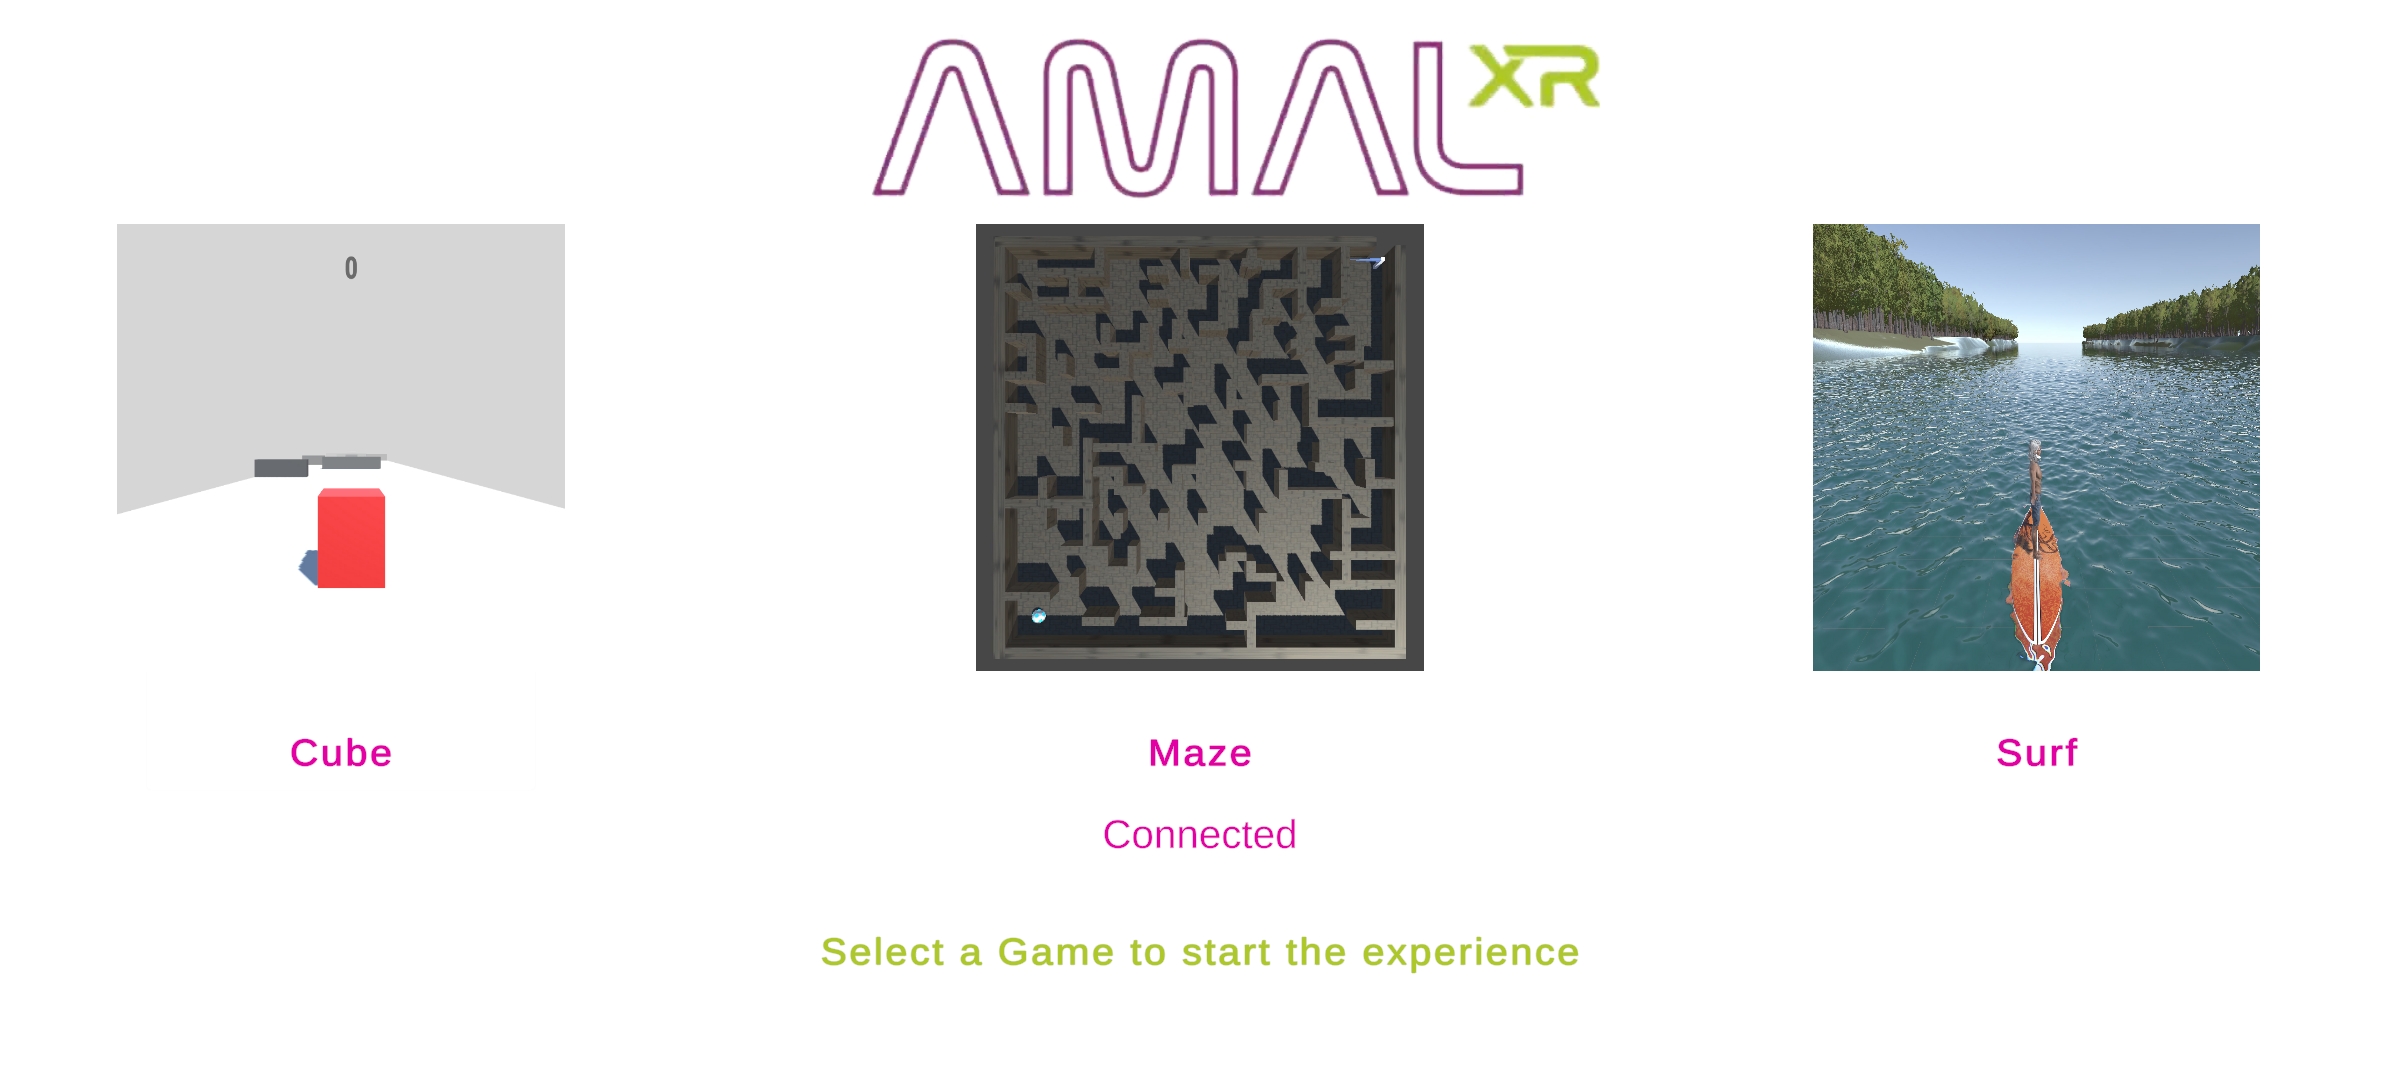 AMAL XR
0
Cube
Maze
Surf
Connected
Select a Game to start the experience